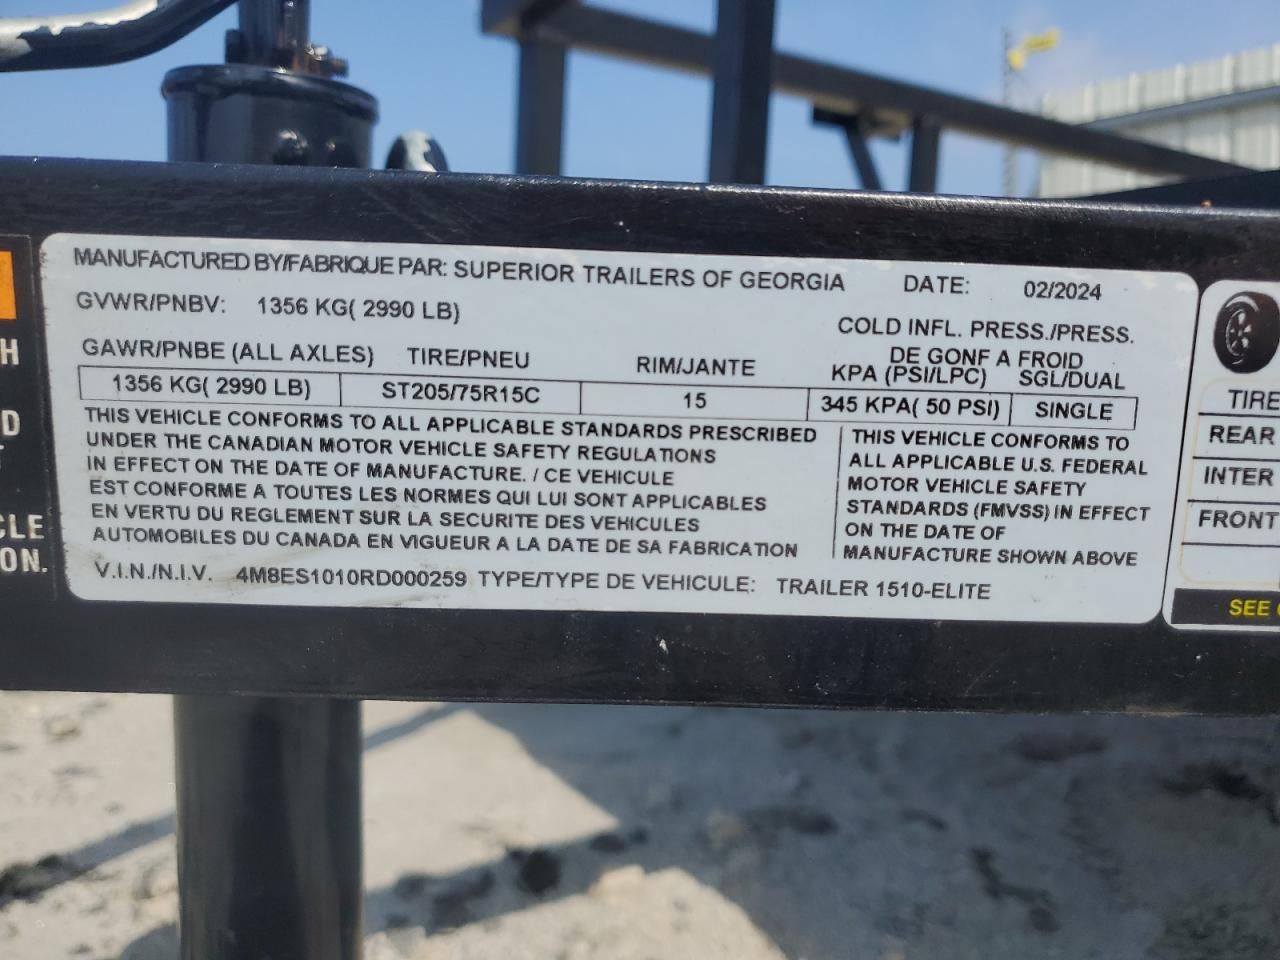 MANUFACTURED BY/FABRIQUE PAR: SUPERIOR TRAILERS OF GEORGIA DATE: 02/2024
GVWR/PNBV: 1356 KG( 2990 LB)
COLD INFL. PRESS./PRESS.
DE GONF A FROID
GAWR/PNBE (ALL AXLES) TIRE/PNEU RIM/JANTE KPA (PSI/LPC) SGL/DUAL
1356 KG( 2990 LB) ST205/75R15C 15 345 KPA( 50 PSI) SINGLE
THIS VEHICLE CONFORMS TO ALL APPLICABLE STANDARDS PRESCRIBED
UNDER THE CANADIAN MOTOR VEHICLE SAFETY REGULATIONS
IN EFFECT ON THE DATE OF MANUFACTURE. / CE VEHICULE
EST CONFORME A TOUTES LES NORMES QUI LUI SONT APPLICABLES
EN VERTU DU REGLEMENT SUR LA SECURITE DES VEHICULES
AUTOMOBILES DU CANADA EN VIGUEUR A LA DATE DE SA FABRICATION
THIS VEHICLE CONFORMS TO
ALL APPLICABLE U.S. FEDERAL
MOTOR VEHICLE SAFETY
STANDARDS (FMVSS) IN EFFECT
ON THE DATE OF
MANUFACTURE SHOWN ABOVE
V.I.N./N.I.V. 4M8ES1010RD000259 TYPE/TYPE DE VEHICULE: TRAILER 1510-ELITE
TIRE
REAR
INTER
FRONT
SEE